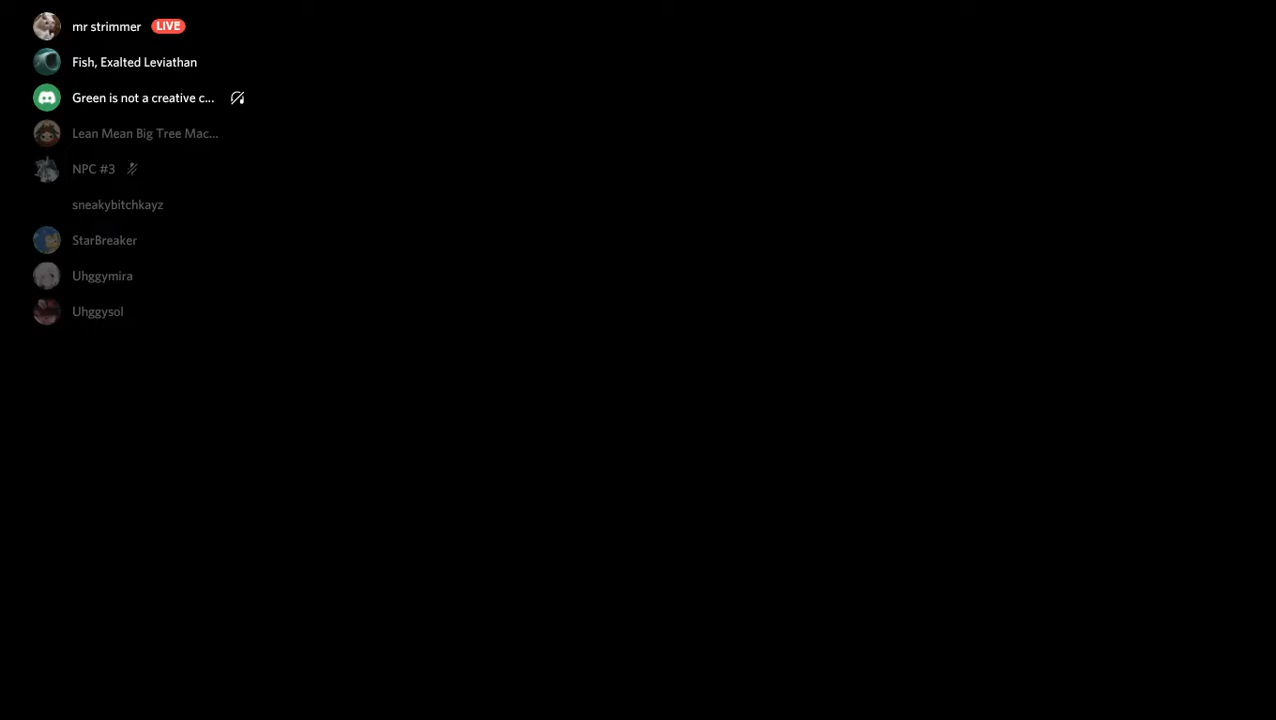 mr strimmer LIVE
Fish, Exalted Leviathan
Green is not a creative c...
Lean Mean Big Tree Mac...
NPC #3
sneakybitchkayz
StarBreaker
Uhggymira
Uhggysol